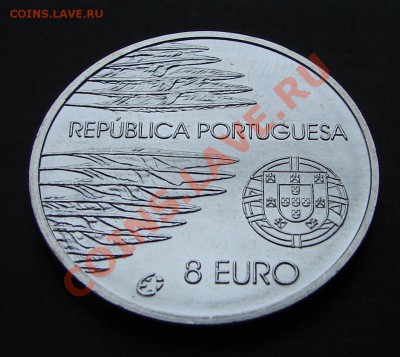 COINS.LAVE.RU
REPÚBLICA PORTUGUESA
8 EURO
COINS.LAVE.RU